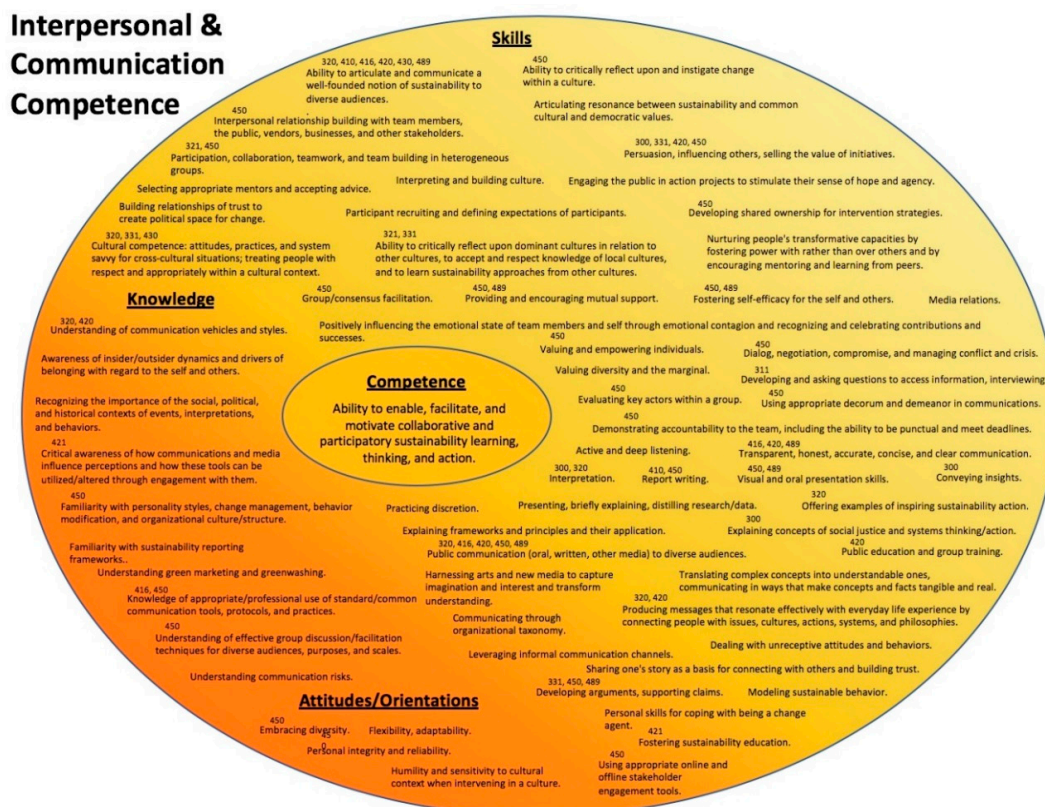 Interpersonal &
Communication
Competence
Skills
320, 410, 416, 420, 430, 489
Ability to articulate and communicate a
well-founded notion of sustainability to
diverse audiences.
450
Ability to critically reflect upon and instigate change
within a culture.
Articulating resonance between sustainability and common
cultural and democratic values.
450
Interpersonal relationship building with team members,
the public, vendors, businesses, and other stakeholders.
300, 331, 420, 450
Persuasion, influencing others, selling the value of initiatives.
321, 450
Participation, collaboration, teamwork, and team building in heterogeneous
groups.
Selecting appropriate mentors and accepting advice.
Interpreting and building culture.
Engaging the public in action projects to stimulate their sense of hope and agency.
Building relationships of trust to
create political space for change.
Participant recruiting and defining expectations of participants.
450
Developing shared ownership for intervention strategies.
320, 331, 430
Cultural competence: attitudes, practices, and system
savvy for cross-cultural situations; treating people with
respect and appropriately within a cultural context.
321, 331
Ability to critically reflect upon dominant cultures in relation to
other cultures, to accept and respect knowledge of local cultures,
and to learn sustainability approaches from other cultures.
Nurturing people's transformative capacities by
fostering power with rather than over others and by
encouraging mentoring and learning from peers.
Knowledge
450
Group/consensus facilitation.
450, 489
Providing and encouraging mutual support.
450, 489
Fostering self-efficacy for the self and others.
Media relations.
320, 420
Understanding of communication vehicles and styles.
Positively influencing the emotional state of team members and self through emotional contagion and recognizing and celebrating contributions and
successes.
450
Valuing and empowering individuals.
450
Dialog, negotiation, compromise, and managing conflict and crisis.
Awareness of insider/outsider dynamics and drivers of
belonging with regard to the self and others.
Valuing diversity and the marginal.
311
Developing and asking questions to access information, interviewing.
Competence
Ability to enable, facilitate, and
motivate collaborative and
participatory sustainability learning,
thinking, and action.
Recognizing the importance of the social, political,
and historical contexts of events, interpretations,
and behaviors.
450
Evaluating key actors within a group.
450
Using appropriate decorum and demeanor in communications.
450
Demonstrating accountability to the team, including the ability to be punctual and meet deadlines.
421
Critical awareness of how communications and media
influence perceptions and how these tools can be
utilized/altered through engagement with them.
Active and deep listening.
416, 420, 489
Transparent, honest, accurate, concise, and clear communication.
300, 320
Interpretation.
410, 450
Report writing.
450, 489
Visual and oral presentation skills.
300
Conveying insights.
450
Familiarity with personality styles, change management, behavior
modification, and organizational culture/structure.
Practicing discretion.
Presenting, briefly explaining, distilling research/data.
320
Offering examples of inspiring sustainability action.
Explaining frameworks and principles and their application.
300
Explaining concepts of social justice and systems thinking/action.
Familiarity with sustainability reporting
frameworks..
320, 416, 420, 450, 489
Public communication (oral, written, other media) to diverse audiences.
420
Public education and group training.
Understanding green marketing and greenwashing.
Harnessing arts and new media to capture
imagination and interest and transform
understanding.
Translating complex concepts into understandable ones,
communicating in ways that make concepts and facts tangible and real.
416, 450
Knowledge of appropriate/professional use of standard/common
communication tools, protocols, and practices.
Communicating through
organizational taxonomy.
320, 420
Producing messages that resonate effectively with everyday life experience by
connecting people with issues, cultures, actions, systems, and philosophies.
450
Understanding of effective group discussion/facilitation
techniques for diverse audiences, purposes, and scales.
Leveraging informal communication channels.
Dealing with unreceptive attitudes and behaviors.
Sharing one's story as a basis for connecting with others and building trust.
Understanding communication risks.
331, 450, 489
Developing arguments, supporting claims.
Modeling sustainable behavior.
Attitudes/Orientations
450
Embracing diversity.
Flexibility, adaptability.
45
0
Personal integrity and reliability.
Humility and sensitivity to cultural
context when intervening in a culture.
Personal skills for coping with being a change
agent.
421
Fostering sustainability education.
450
Using appropriate online and
offline stakeholder
engagement tools.